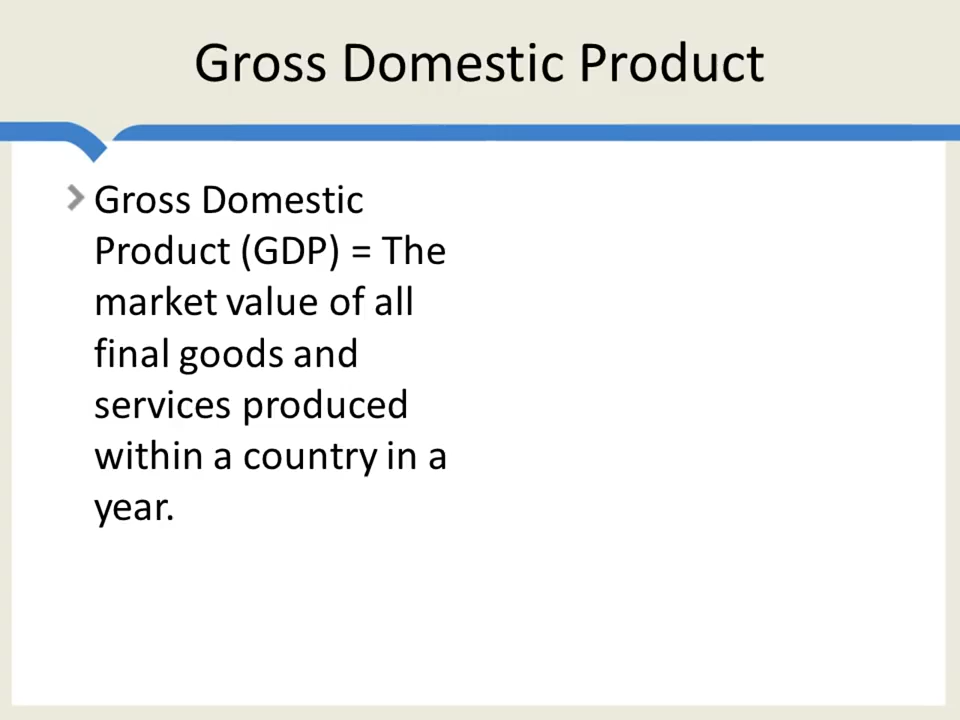 Gross Domestic Product
Gross Domestic
Product (GDP) = The
market value of all
final goods and
services produced
within a country in a
year.